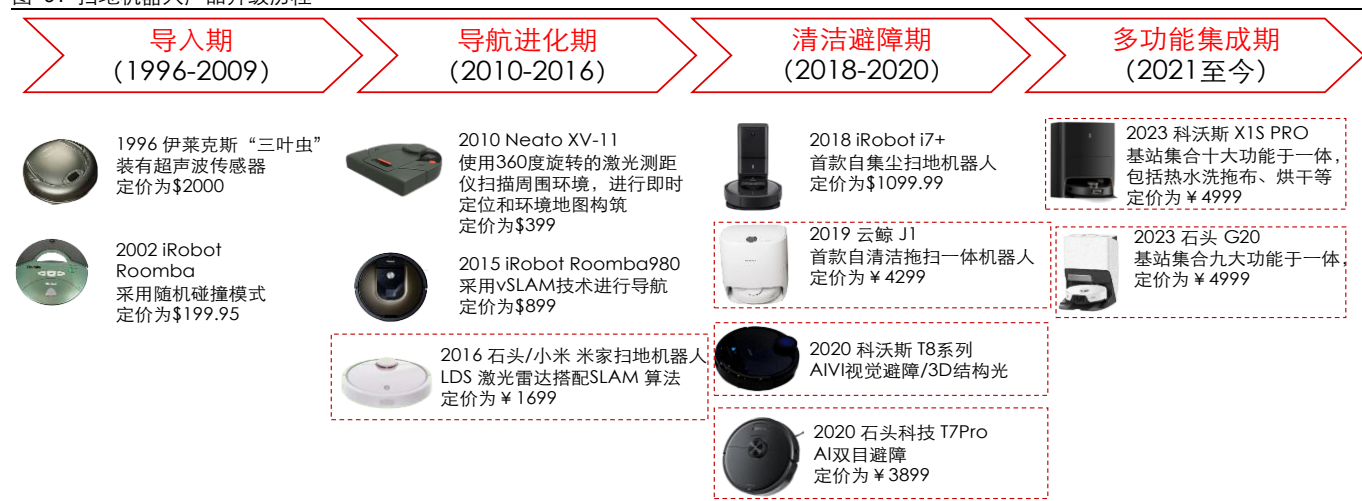 图 61 扫地机器人产品升级历程
导入期
(1996-2009)
导航进化期
(2010-2016)
清洁避障期
(2018-2020)
多功能集成期
(2021至今)
1996 伊莱克斯“三叶虫”
装有超声波传感器
定价为$2000
2002 iRobot
Roomba
采用随机碰撞模式
定价为$199.95
2010 Neato XV-11
使用360度旋转的激光测距
仪扫描周围环境，进行即时
定位和环境地图构筑
定价为$399
2015 iRobot Roomba980
采用vSLAM技术进行导航
定价为$899
2016 石头/小米 米家扫地机器人
LDS 激光雷达搭配SLAM 算法
定价为￥1699
2018 iRobot i7+
首款自集尘扫地机器人
定价为$1099.99
2019 云鲸 J1
首款自清洁拖扫一体机器人
定价为￥4299
2020 科沃斯 T8系列
AIVI视觉避障/3D结构光
2020 石头科技 T7Pro
AI双目避障
定价为￥3899
2023 科沃斯 X1S PRO
基站集合十大功能于一体，
包括热水洗拖布、烘干等
定价为￥4999
2023 石头 G20
基站集合九大功能于一体，
定价为￥4999